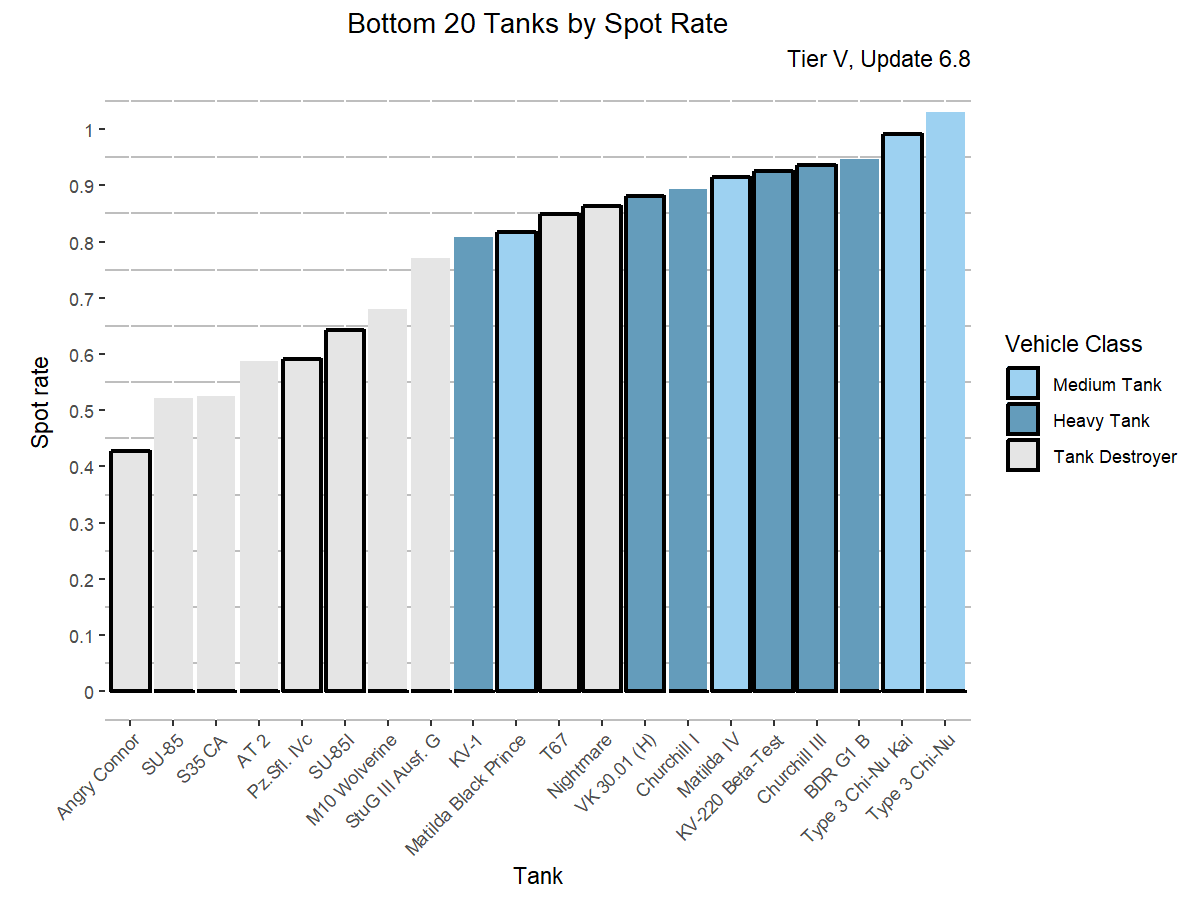 Bottom 20 Tanks by Spot Rate
Tier V, Update 6.8
Spot rate
1
0.9
0.8
0.7
0.6
0.5
0.4
0.3
0.2
0.1
0
Angry Connor
SU-85
S35 CA
AT 2
Pz.Sfl. IVc
SU-85I
M10 Wolverine
StuG III Ausf. G
KV-1
Matilda Black Prince
T67
Nightmare
VK 30.01 (H)
Churchill I
Matilda IV
KV-220 Beta-Test
Churchill III
BDR G1 B
Type 3 Chi-Nu Kai
Type 3 Chi-Nu
Tank
Vehicle Class
Medium Tank
Heavy Tank
Tank Destroyer